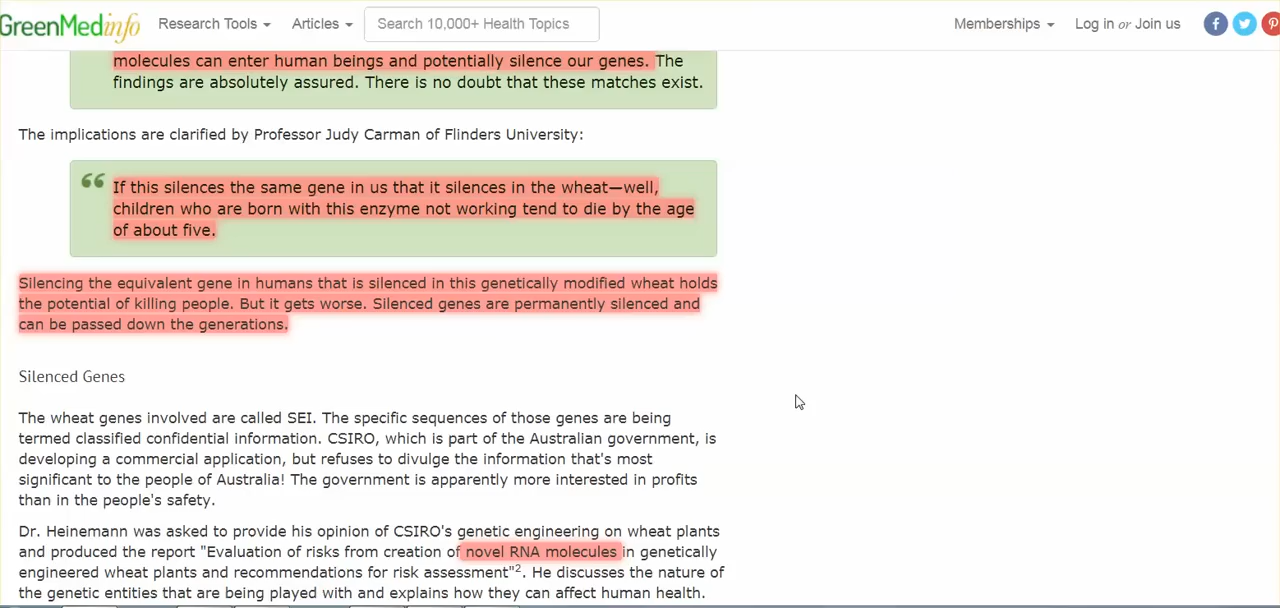 GreenMedinfo Research Tools Articles Search 10,000+ Health Topics Memberships Log in or Join us
molecules can enter human beings and potentially silence our genes. The
findings are absolutely assured. There is no doubt that these matches exist.
The implications are clarified by Professor Judy Carman of Flinders University:
“ If this silences the same gene in us that it silences in the wheat—well,
children who are born with this enzyme not working tend to die by the age
of about five.
Silencing the equivalent gene in humans that is silenced in this genetically modified wheat holds
the potential of killing people. But it gets worse. Silenced genes are permanently silenced and
can be passed down the generations.
Silenced Genes
The wheat genes involved are called SEI. The specific sequences of those genes are being
termed classified confidential information. CSIRO, which is part of the Australian government, is
developing a commercial application, but refuses to divulge the information that's most
significant to the people of Australia! The government is apparently more interested in profits
than in the people's safety.
Dr. Heinemann was asked to provide his opinion of CSIRO's genetic engineering on wheat plants
and produced the report "Evaluation of risks from creation of novel RNA molecules in genetically
engineered wheat plants and recommendations for risk assessment"2. He discusses the nature of
the genetic entities that are being played with and explains how they can affect human health.